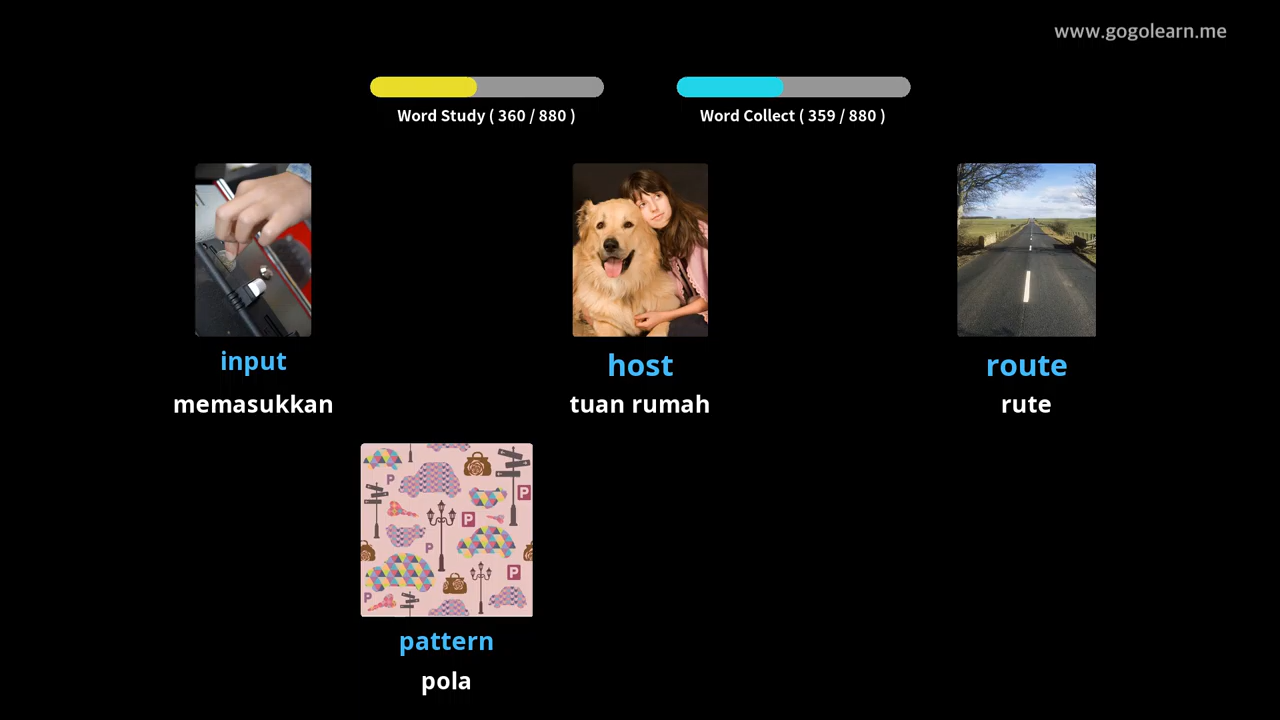 www.gogolearn.me
Word Study ( 360 / 880 )
Word Collect ( 359 / 880 )
input
host
route
memasukkan
tuan rumah
rute
P
P
P
P
P
P
pattern
pola